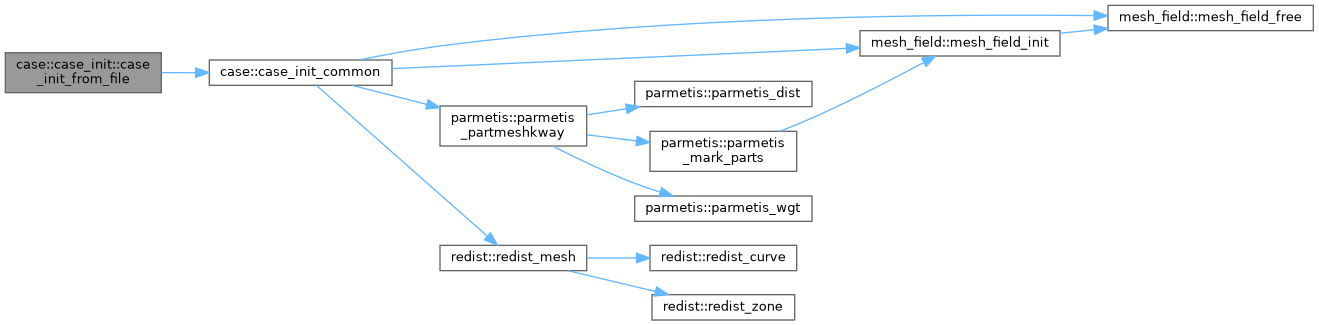 case::case_init::case
_init_from_file
case::case_init_common
mesh_field::mesh_field_free
mesh_field::mesh_field_init
parmetis::parmetis
_partmeshkway
parmetis::parmetis_dist
parmetis::parmetis
_mark_parts
parmetis::parmetis_wgt
redist::redist_mesh
redist::redist_curve
redist::redist_zone